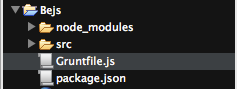 Bejs
node_modules
src
Gruntfile.js
package.json